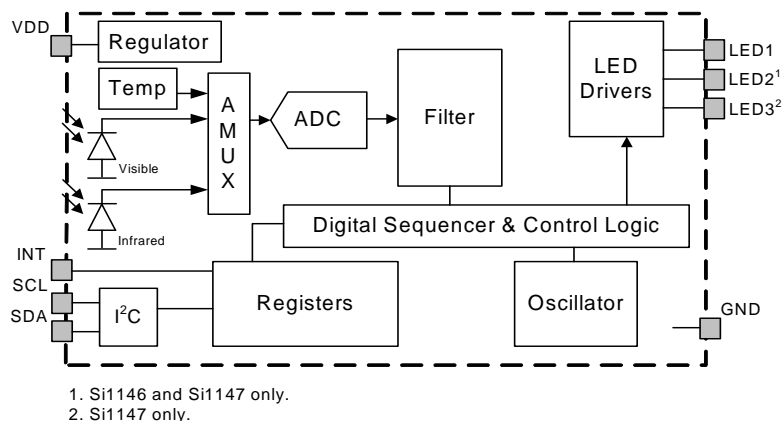 VDD
Regulator
LED1
Temp
LED
Drivers
LED2¹
LED3²
A
M
U
X
ADC
Filter
Visible
Infrared
Digital Sequencer & Control Logic
INT
SCL
SDA
I²C
Registers
Oscillator
GND
1. Si1146 and Si1147 only.
2. Si1147 only.